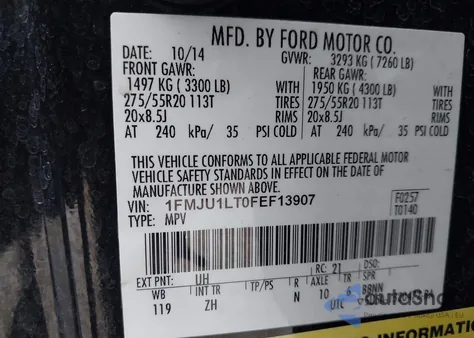 MFD. BY FORD MOTOR CO.
DATE: 10/14 GVWR: 3293 KG (7260 LB)
FRONT GAWR: REAR GAWR:
1497 KG (3300 LB) WITH 1950 KG (4300 LB) WITH
275/55R20 113T TIRES 275/55R20 113T TIRES
20x8.5J RIMS 20x8.5J RIMS
AT 240 kPa/ 35 PSI COLD AT 240 kPa/ 35 PSI COLD
THIS VEHICLE CONFORMS TO ALL APPLICABLE FEDERAL MOTOR
VEHICLE SAFETY STANDARDS IN EFFECT ON THE DATE OF
MANUFACTURE SHOWN ABOVE.
VIN: 1FMJU1LT0FEF13907 F0257
TYPE: MPV T0140
EXT PNT: UH RC: 21 DSO:
WB INT TR TP/PS R AXLE TR SPR
119 ZH N 10 6 BRNN
UTC
INFORMATION